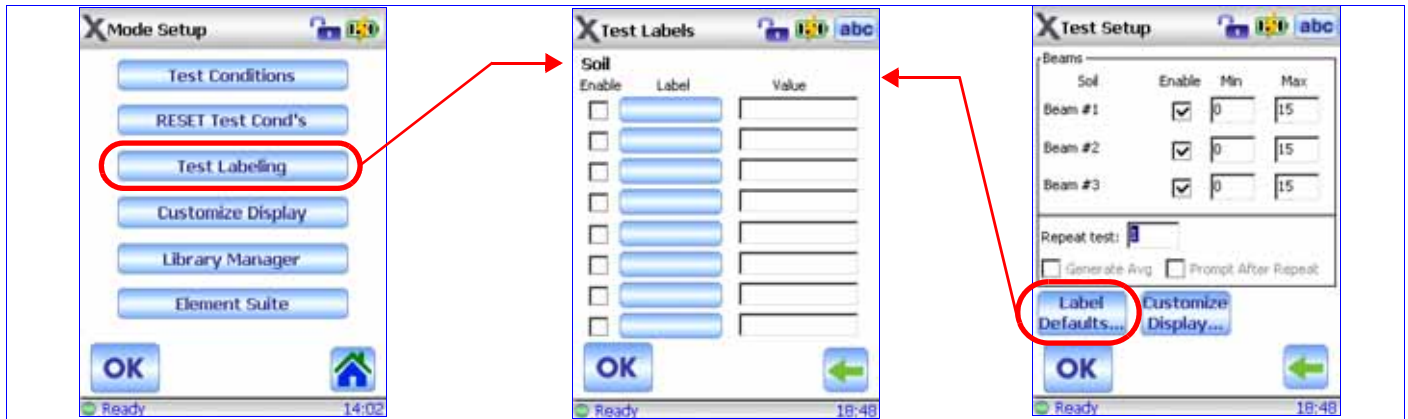 Mode Setup
Test Conditions
RESET Test Cond's
Test Labeling
Customize Display
Library Manager
Element Suite
OK
Ready 14:02
Test Labels abc
Soil
Enable Label Value
OK
Ready 18:48
Test Setup abc
Beams
Soil Enable Min Max
Beam #1 0 15
Beam #2 0 15
Beam #3 0 15
Repeat test:
Generate Avg Prompt After Repeat
Label Defaults...
Customize Display...
OK
Ready 18:48